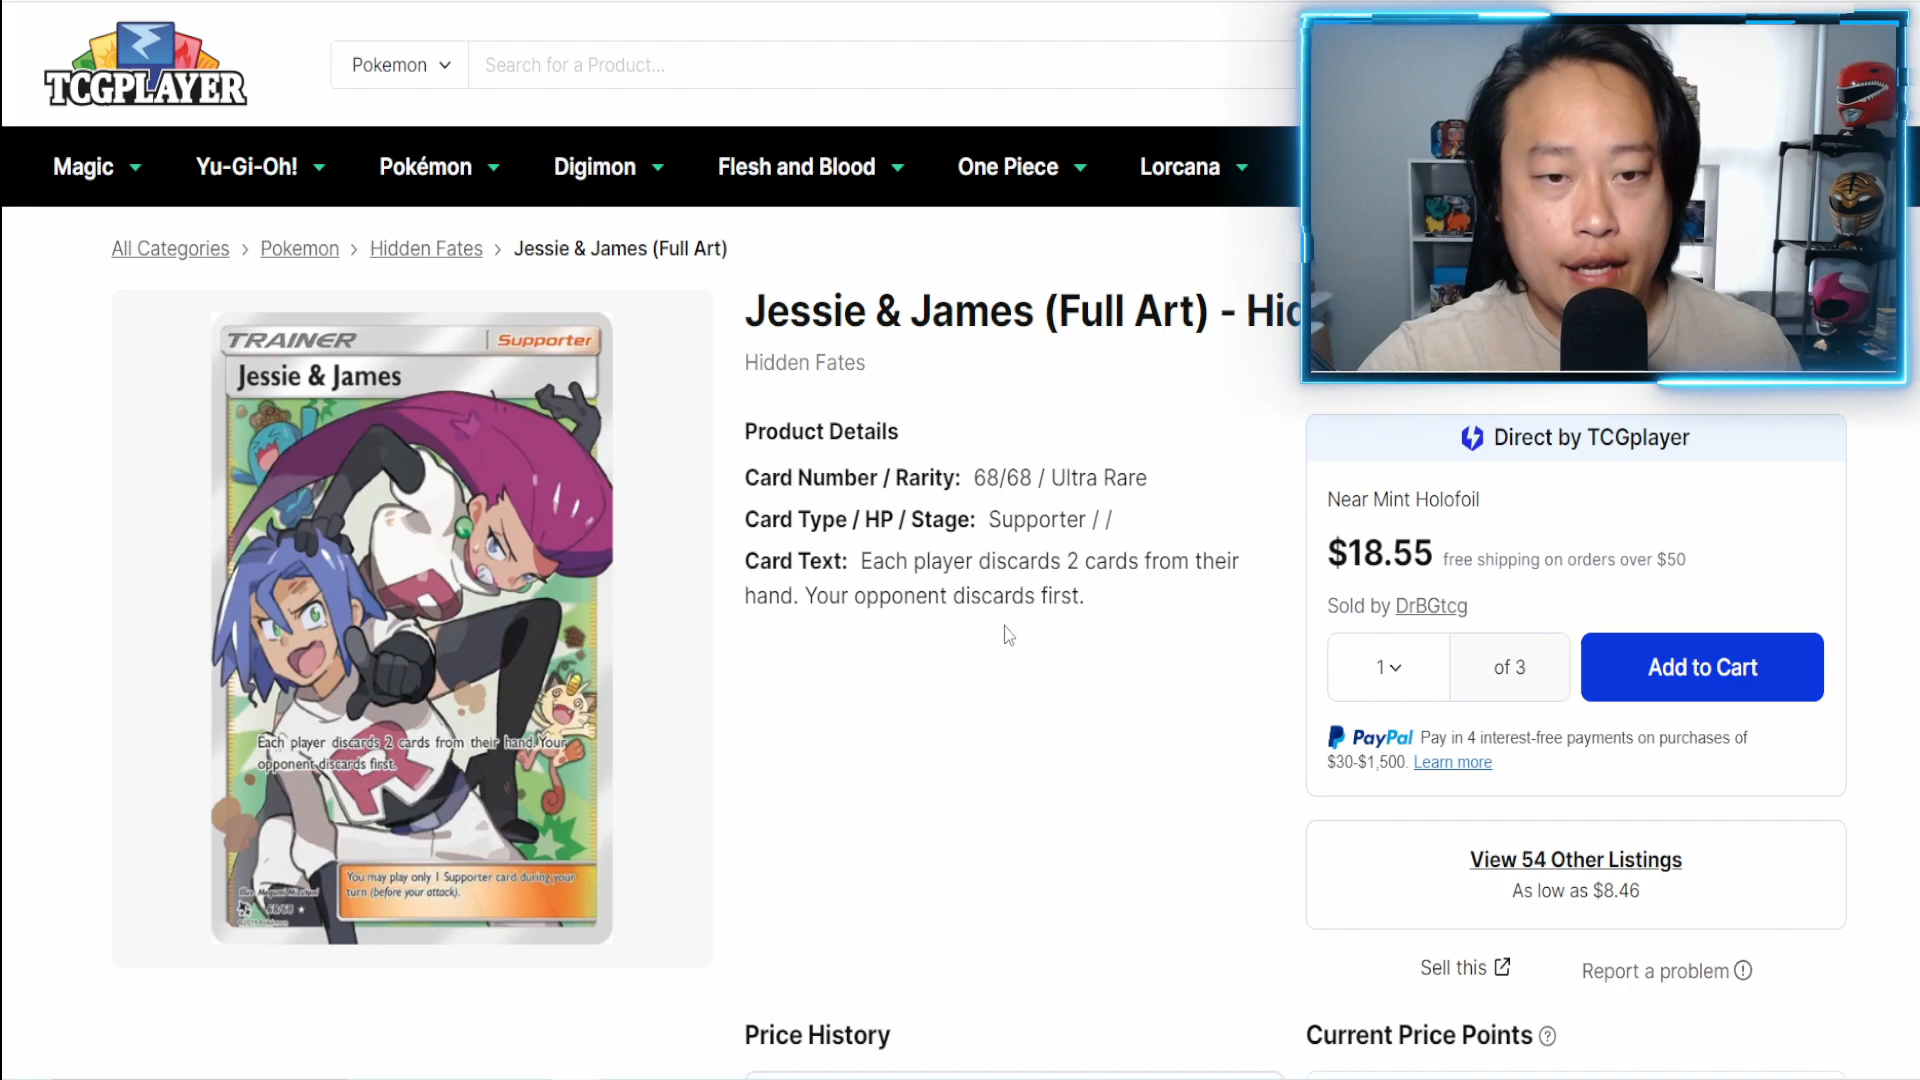 TCGPLAYER
Pokemon
Search for a Product...
Magic
Yu-Gi-Oh!
Pokémon
Digimon
Flesh and Blood
One Piece
Lorcana
All Categories > Pokemon > Hidden Fates > Jessie & James (Full Art)
TRAINER
Supporter
Jessie & James
R
Each player discards 2 cards from their hand. Your
opponent discards first.
R
You may play only 1 Supporter card during your
turn (before your attack).
Illus. Megumi Mizutani
68/68
©2019 Pokémon
Jessie & James (Full Art) - Hid
Hidden Fates
Product Details
Card Number / Rarity: 68/68 / Ultra Rare
Card Type / HP / Stage: Supporter / /
Card Text: Each player discards 2 cards from their
hand. Your opponent discards first.
Direct by TCGplayer
Near Mint Holofoil
$18.55 free shipping on orders over $50
Sold by DrBGtcg
1 of 3
Add to Cart
PayPal Pay in 4 interest-free payments on purchases of
$30-$1,500. Learn more
View 54 Other Listings
As low as $8.46
Sell this
Report a problem
Price History
Current Price Points